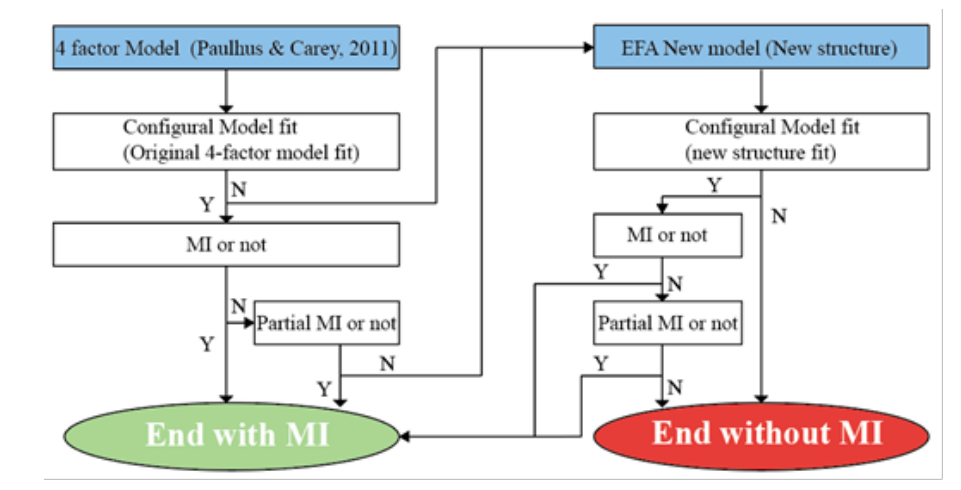 4 factor Model (Paulhus & Carey, 2011)
Configural Model fit
(Original 4-factor model fit)
N
Y
MI or not
N
Partial MI or not
Y
N
Y
End with MI
EFA New model (New structure)
Configural Model fit
(new structure fit)
Y
N
MI or not
Y
N
Partial MI or not
Y
N
End without MI